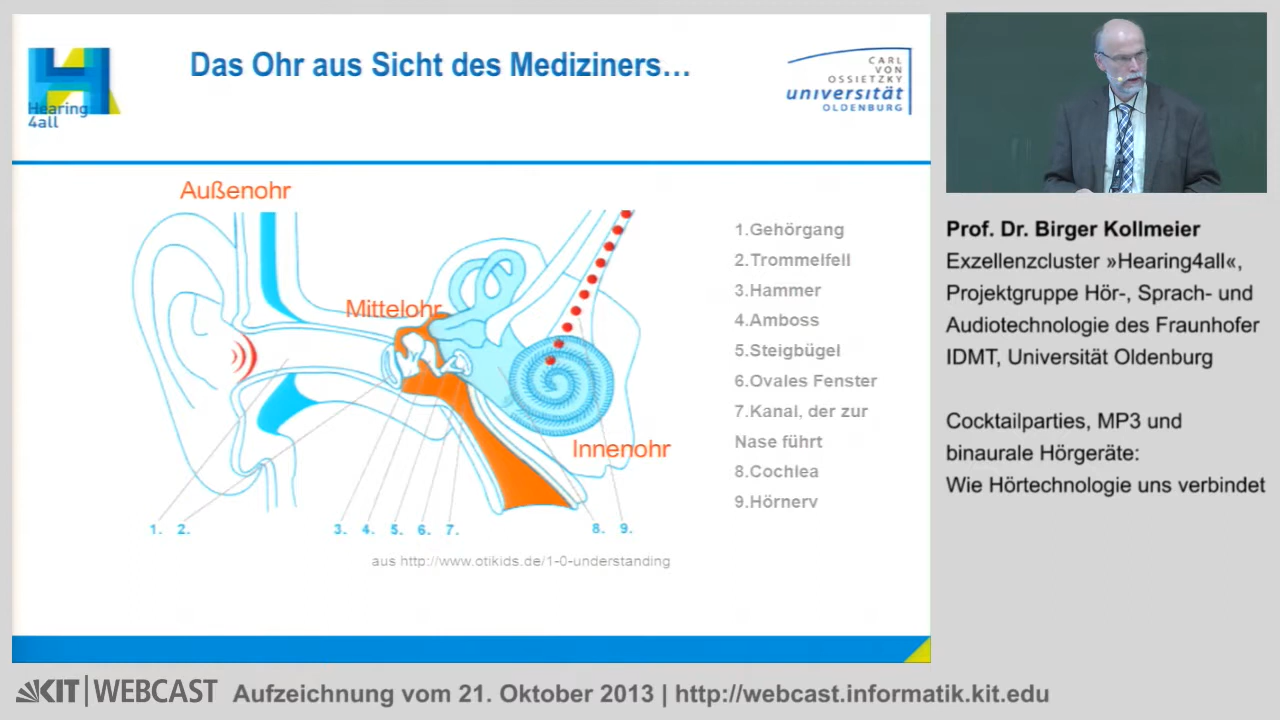 Das Ohr aus Sicht des Mediziners...
Hearing
4all
CARL
VON
OSSIETZKY
universität
OLDENBURG
Außenohr
Mittelohr
Innenohr
1. 2. 3. 4. 5. 6. 7. 8. 9.
aus http://www.otikids.de/1-0-understanding
1.Gehörgang
2.Trommelfell
3.Hammer
4.Amboss
5.Steigbügel
6.Ovales Fenster
7.Kanal, der zur
Nase führt
8.Cochlea
9.Hörnerv
Prof. Dr. Birger Kollmeier
Exzellenzcluster »Hearing4all«,
Projektgruppe Hör-, Sprach- und
Audiotechnologie des Fraunhofer
IDMT, Universität Oldenburg
Cocktailparties, MP3 und
binaurale Hörgeräte:
Wie Hörtechnologie uns verbindet
KIT | WEBCAST Aufzeichnung vom 21. Oktober 2013 | http://webcast.informatik.kit.edu